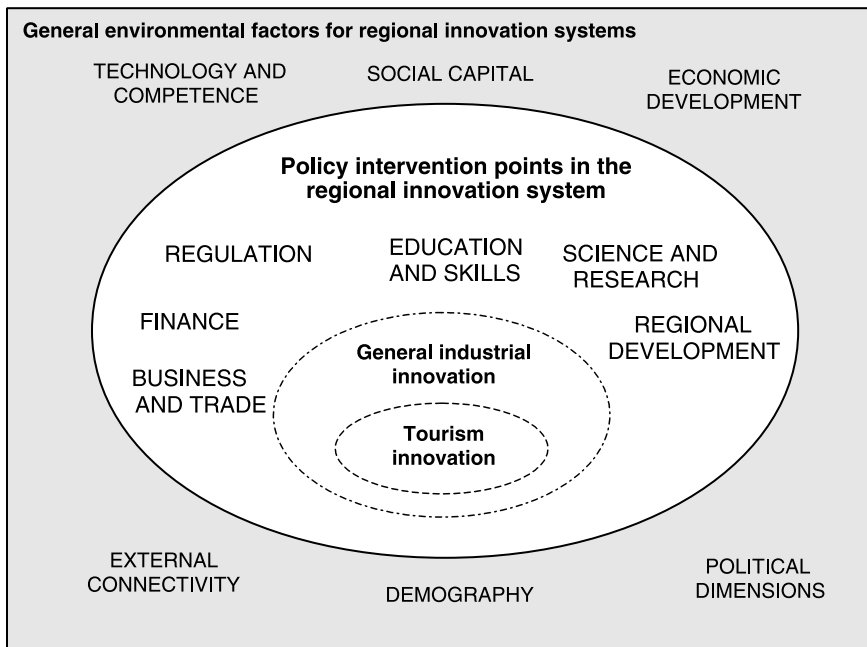 General environmental factors for regional innovation systems
TECHNOLOGY AND
COMPETENCE
SOCIAL CAPITAL
ECONOMIC
DEVELOPMENT
Policy intervention points in the
regional innovation system
REGULATION
EDUCATION
AND SKILLS
SCIENCE AND
RESEARCH
FINANCE
REGIONAL
DEVELOPMENT
BUSINESS
AND TRADE
General industrial
innovation
Tourism
innovation
EXTERNAL
CONNECTIVITY
DEMOGRAPHY
POLITICAL
DIMENSIONS